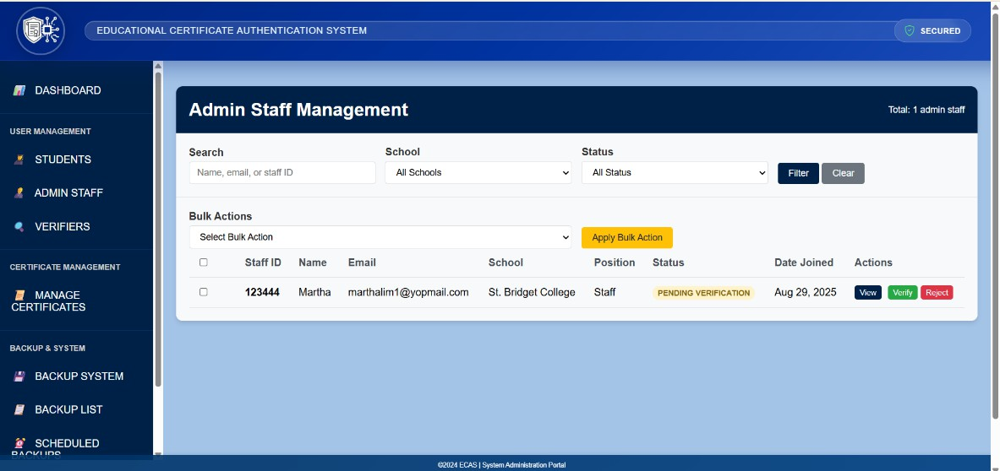 EDUCATIONAL CERTIFICATE AUTHENTICATION SYSTEM
SECURED
DASHBOARD
USER MANAGEMENT
STUDENTS
ADMIN STAFF
VERIFIERS
CERTIFICATE MANAGEMENT
MANAGE
CERTIFICATES
BACKUP & SYSTEM
BACKUP SYSTEM
BACKUP LIST
SCHEDULED
BACKUPS
Admin Staff Management
Total: 1 admin staff
Search
School
Status
Name, email, or staff ID
All Schools
All Status
Filter
Clear
Bulk Actions
Select Bulk Action
Apply Bulk Action
Staff ID Name Email School Position Status Date Joined Actions
123444 Martha marthalim1@yopmail.com St. Bridget College Staff PENDING VERIFICATION Aug 29, 2025 View Verify Reject
©2024 ECAS | System Administration Portal